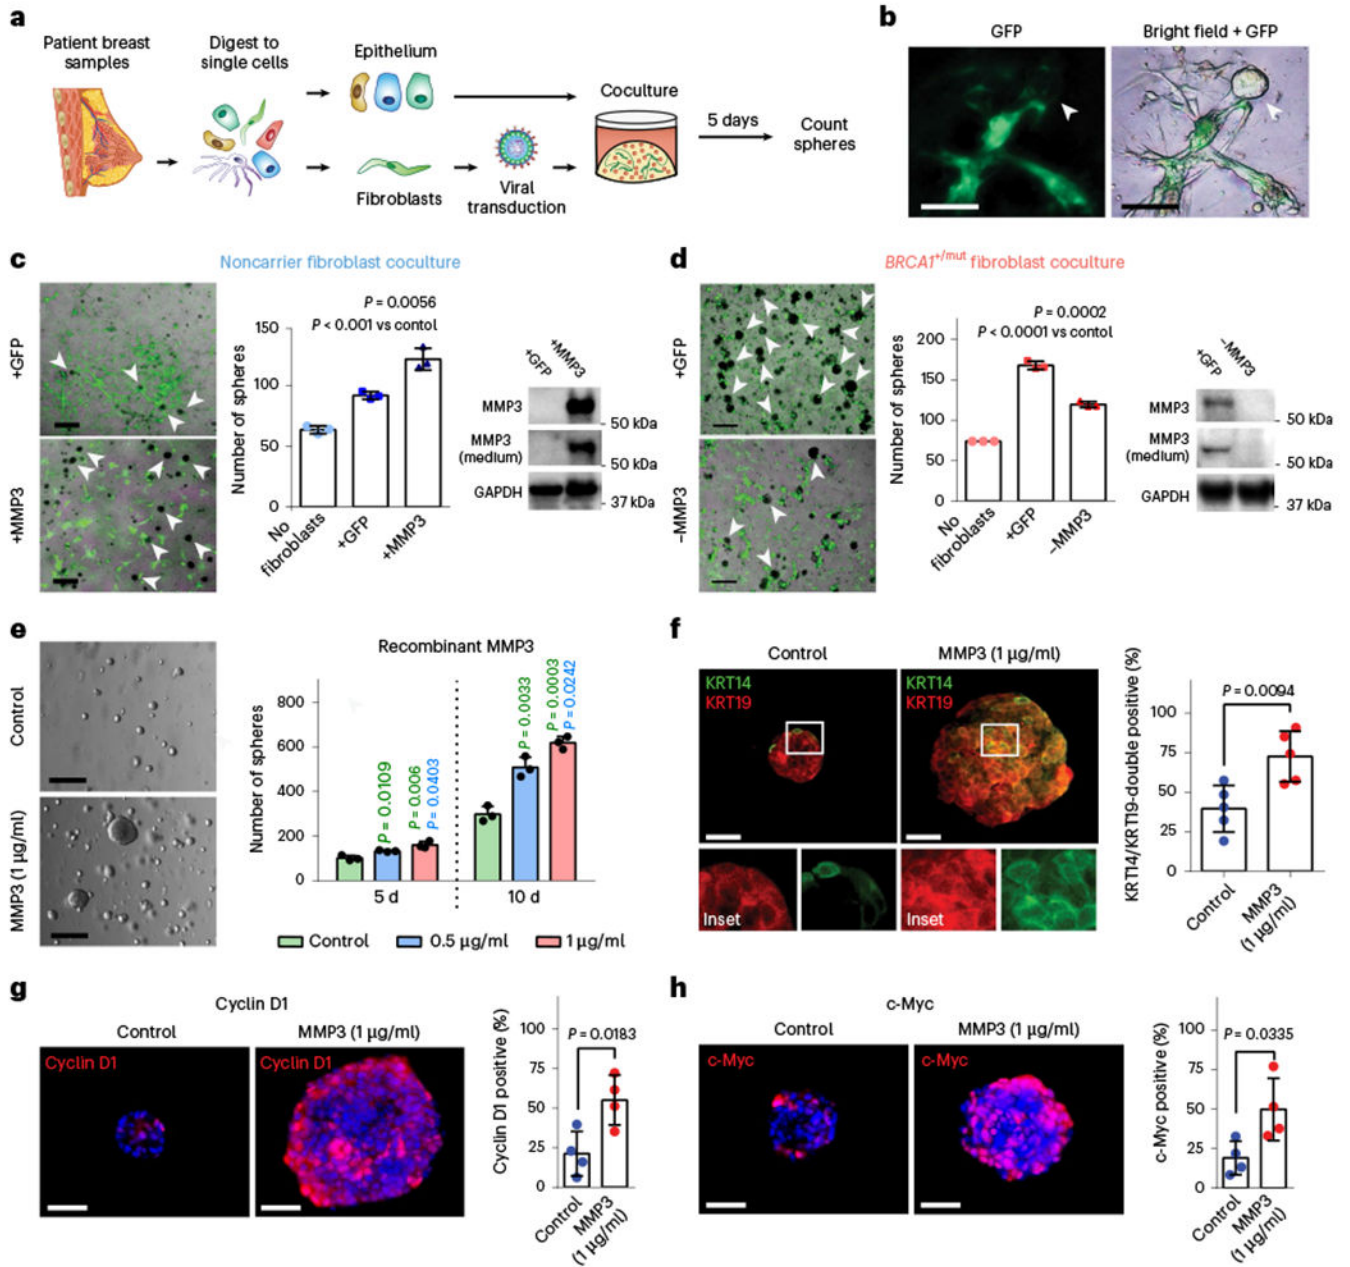 a
Patient breast
samples
Digest to
single cells
Epithelium
Fibroblasts
Viral
transduction
Coculture
5 days
Count
spheres
b
GFP
Bright field + GFP
c
Noncarrier fibroblast coculture
+GFP
+MMP3
P = 0.0056
P < 0.001 vs contol
Number of spheres
150
100
50
0
No
fibroblasts
+GFP
+MMP3
+GFP
+MMP3
MMP3
50 kDa
MMP3
(medium)
50 kDa
GAPDH
37 kDa
d
BRCA1+/mut fibroblast coculture
+GFP
–MMP3
P = 0.0002
P < 0.0001 vs contol
Number of spheres
200
150
100
50
0
No
fibroblasts
+GFP
–MMP3
+GFP
–MMP3
MMP3
50 kDa
MMP3
(medium)
50 kDa
GAPDH
37 kDa
e
Control
MMP3 (1 µg/ml)
Recombinant MMP3
Number of spheres
800
600
400
200
0
P = 0.0109
P = 0.006
P = 0.0403
P = 0.0033
P = 0.0003
P = 0.0242
5 d
10 d
Control
0.5 µg/ml
1 µg/ml
f
Control
MMP3 (1 µg/ml)
KRT14
KRT19
KRT14
KRT19
Inset
Inset
KRT14/KRT19-double positive (%)
P = 0.0094
100
75
50
25
0
Control
MMP3
(1 µg/ml)
g
Cyclin D1
Control
MMP3 (1 µg/ml)
Cyclin D1
Cyclin D1
Cyclin D1 positive (%)
P = 0.0183
100
75
50
25
0
Control
MMP3
(1 µg/ml)
h
c-Myc
Control
MMP3 (1 µg/ml)
c-Myc
c-Myc
c-Myc positive (%)
P = 0.0335
100
75
50
25
0
Control
MMP3
(1 µg/ml)